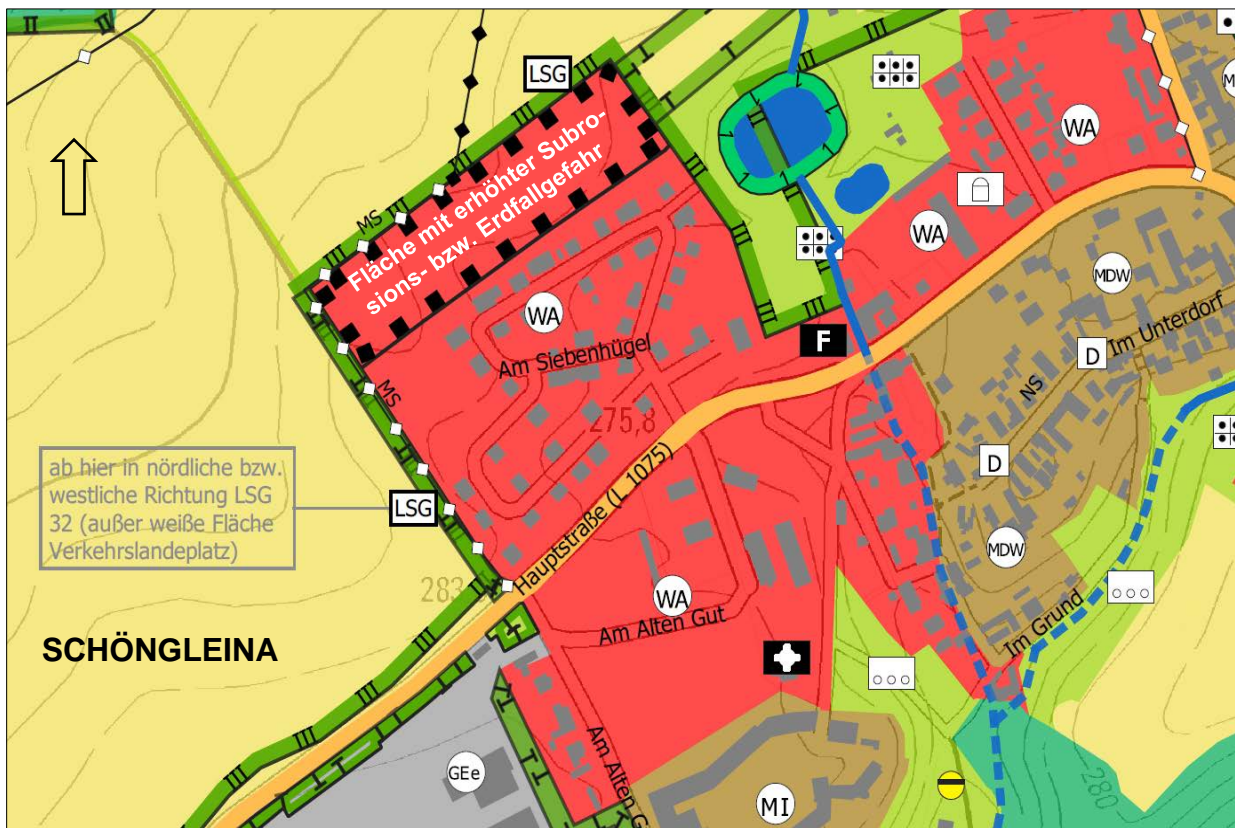 LSG
MD
WA
MS
Fläche mit erhöhter Subro-
sions- bzw. Erdfallgefahr
WA
MDW
Im Unterdorf
WA
F
D
Am Siebenhügel
NS
MS
275,8
D
ab hier in nördliche bzw.
westliche Richtung LSG
32 (außer weiße Fläche
Verkehrslandeplatz)
LSG
Hauptstraße (L 1075)
MDW
283
WA
Im Grund
Am Alten Gut
SCHÖNGLEINA
GEe
Am Alten G
MI
280